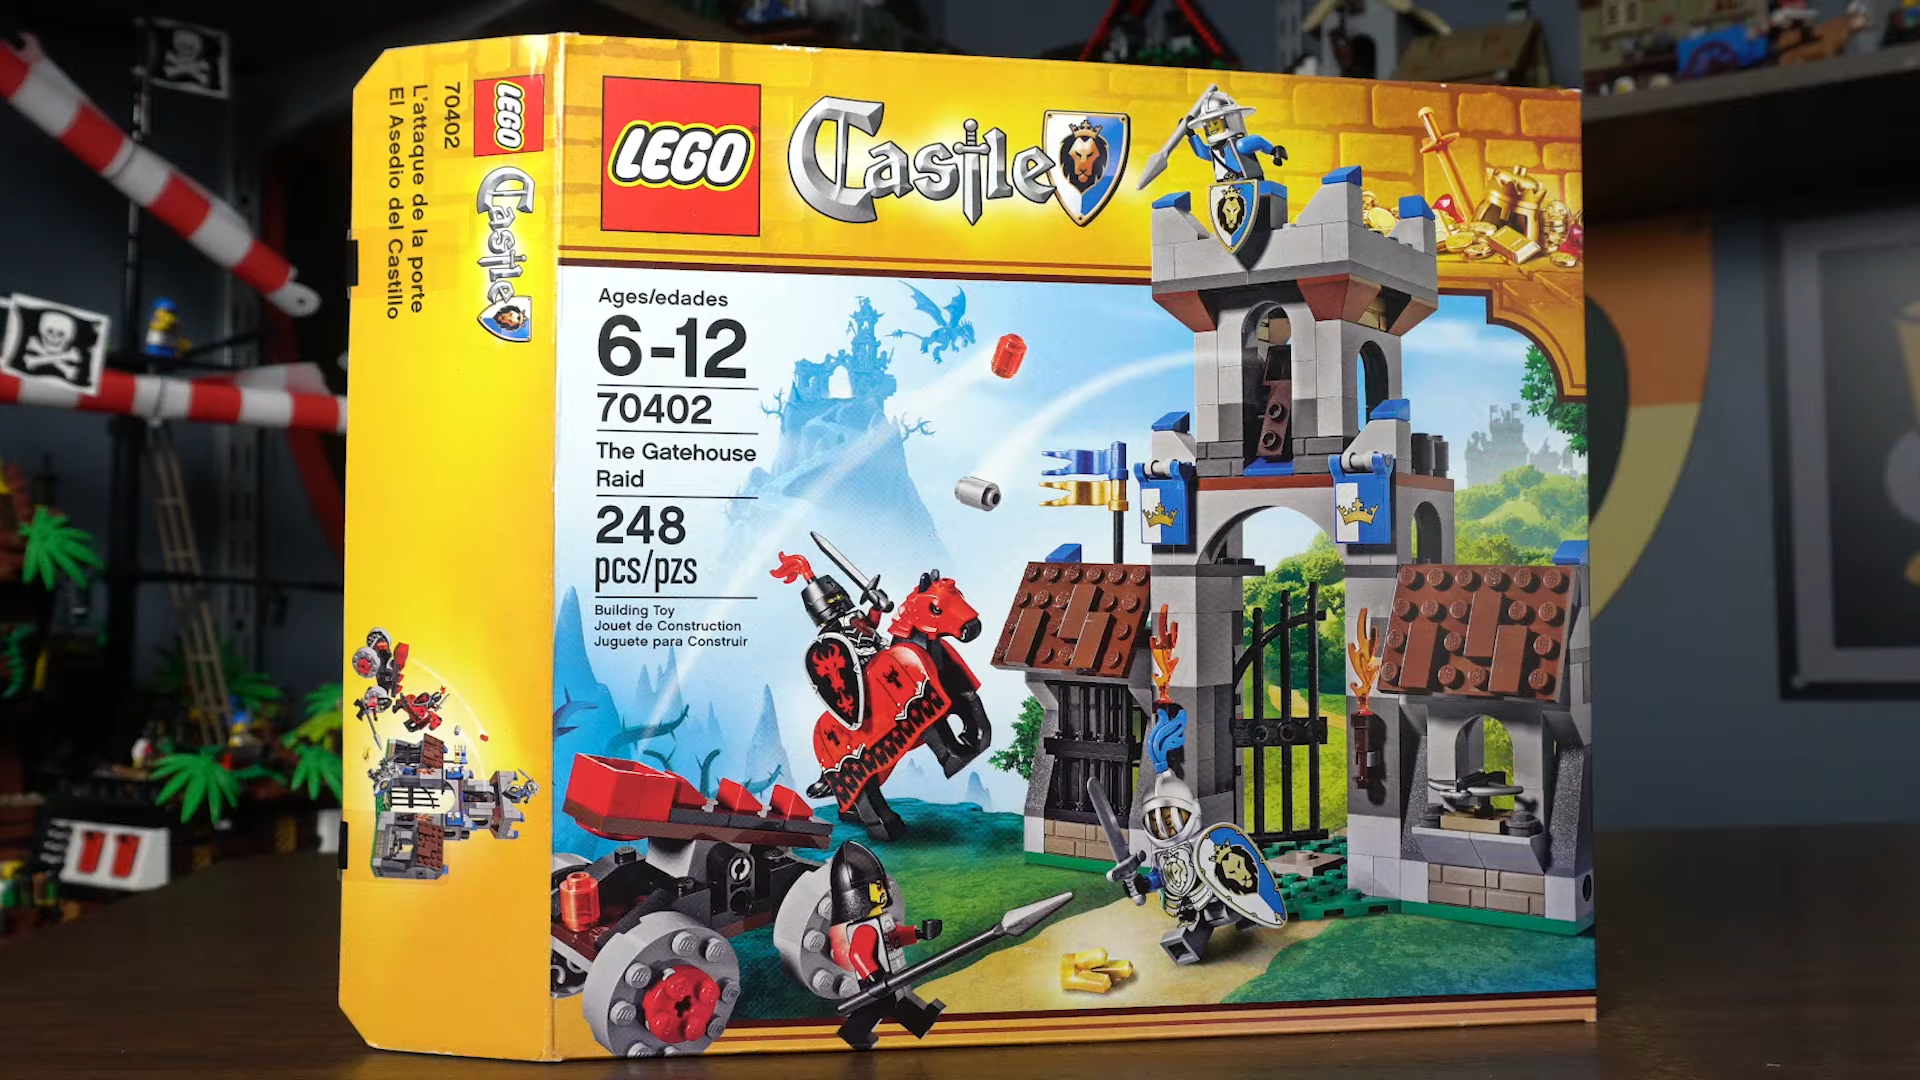 70402
L'attaque de la porte
El Asedio del Castillo
LEGO
Castle
LEGO
Castle
Ages/edades
6-12
70402
The Gatehouse
Raid
248
pcs/pzs
Building Toy
Jouet de Construction
Juguete para Construir